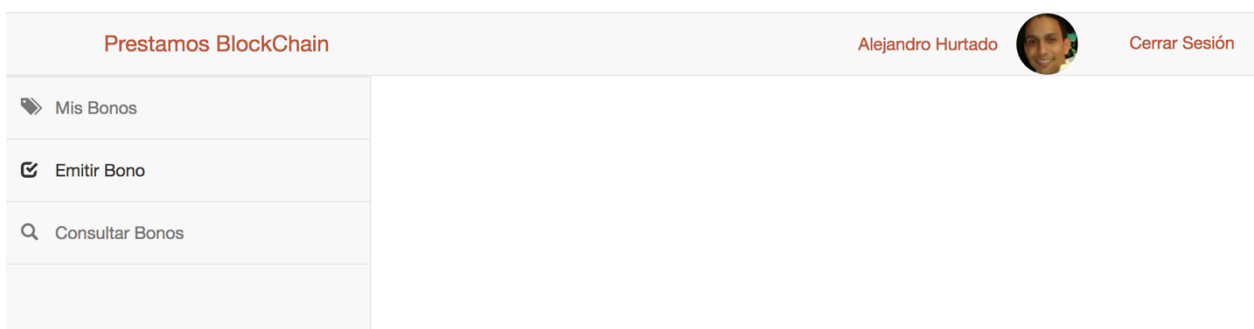 Prestamos BlockChain
Alejandro Hurtado
Cerrar Sesión
Mis Bonos
Emitir Bono
Consultar Bonos